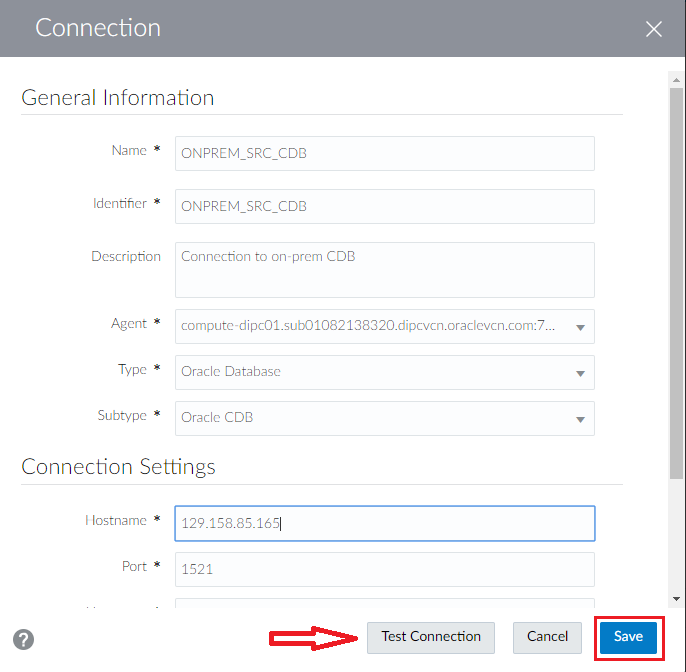 Connection
General Information
Name *
ONPREM_SRC_CDB
Identifier *
ONPREM_SRC_CDB
Description
Connection to on-prem CDB
Agent *
compute-dipc01.sub01082138320.dipcvcn.oraclevcn.com:7...
Type *
Oracle Database
Subtype *
Oracle CDB
Connection Settings
Hostname *
129.158.85.165
Port *
1521
?
Test Connection
Cancel
Save